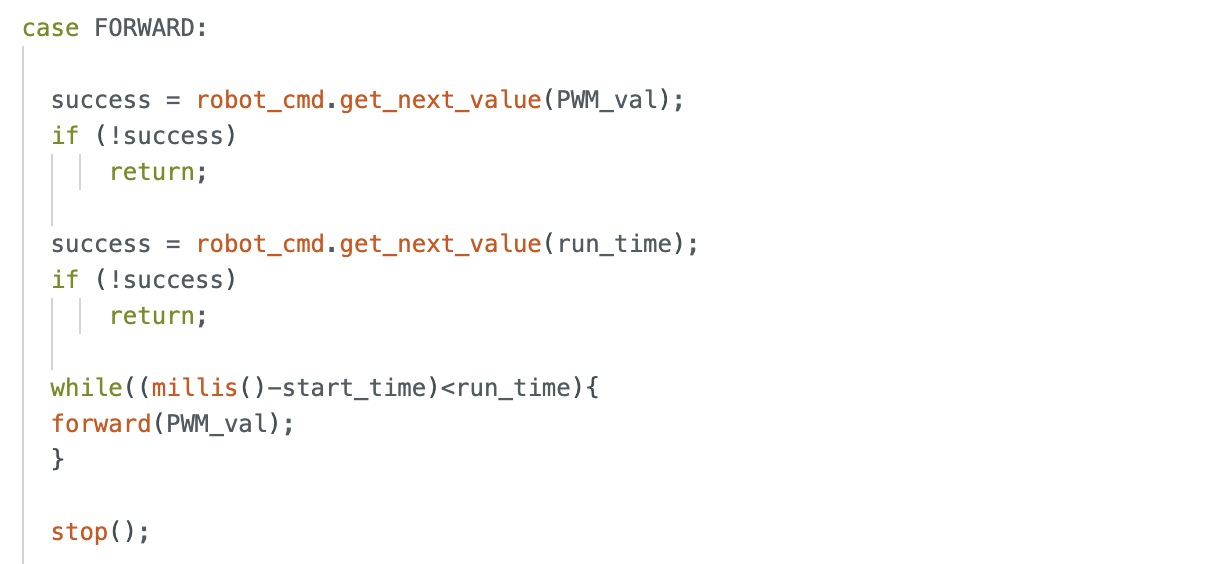 case FORWARD:
success = robot_cmd.get_next_value(PWM_val);
if (!success)
return;
success = robot_cmd.get_next_value(run_time);
if (!success)
return;
while((millis()-start_time)<run_time){
forward(PWM_val);
}
stop();